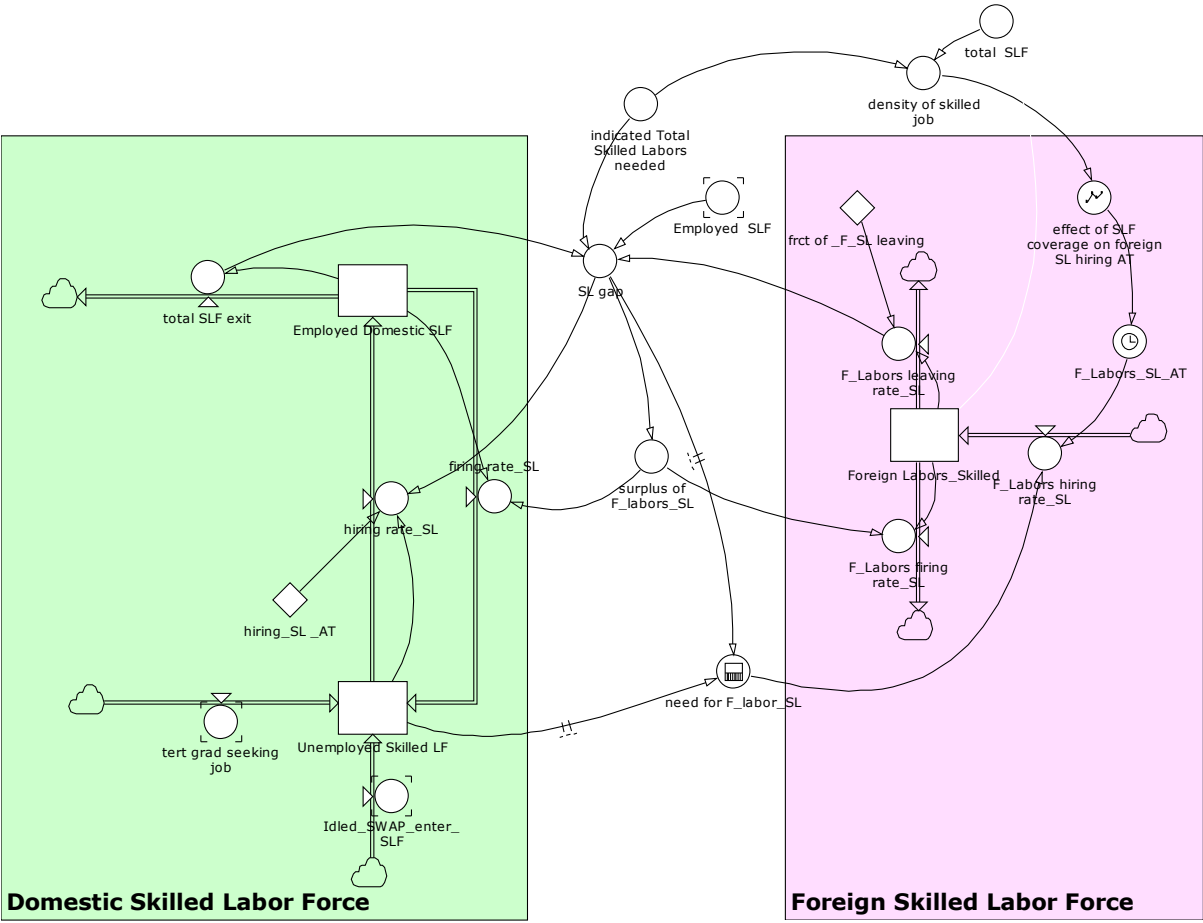 total SLF
density of skilled
job
indicated Total
Skilled Labors
needed
Employed SLF
frct of _F_SL leaving
effect of SLF
coverage on foreign
SL hiring AT
SL gap
total SLF exit
Employed Domestic SLF
F_Labors leaving
rate_SL
F_Labors_SL_AT
firing rate_SL
surplus of
F_labors_SL
Foreign Labors_Skilled
F_Labors hiring
rate_SL
hiring rate_SL
F_Labors firing
rate_SL
hiring_SL _AT
need for F_labor_SL
tert grad seeking
job
Unemployed Skilled LF
Idled_SWAP_enter_
SLF
Domestic Skilled Labor Force
Foreign Skilled Labor Force